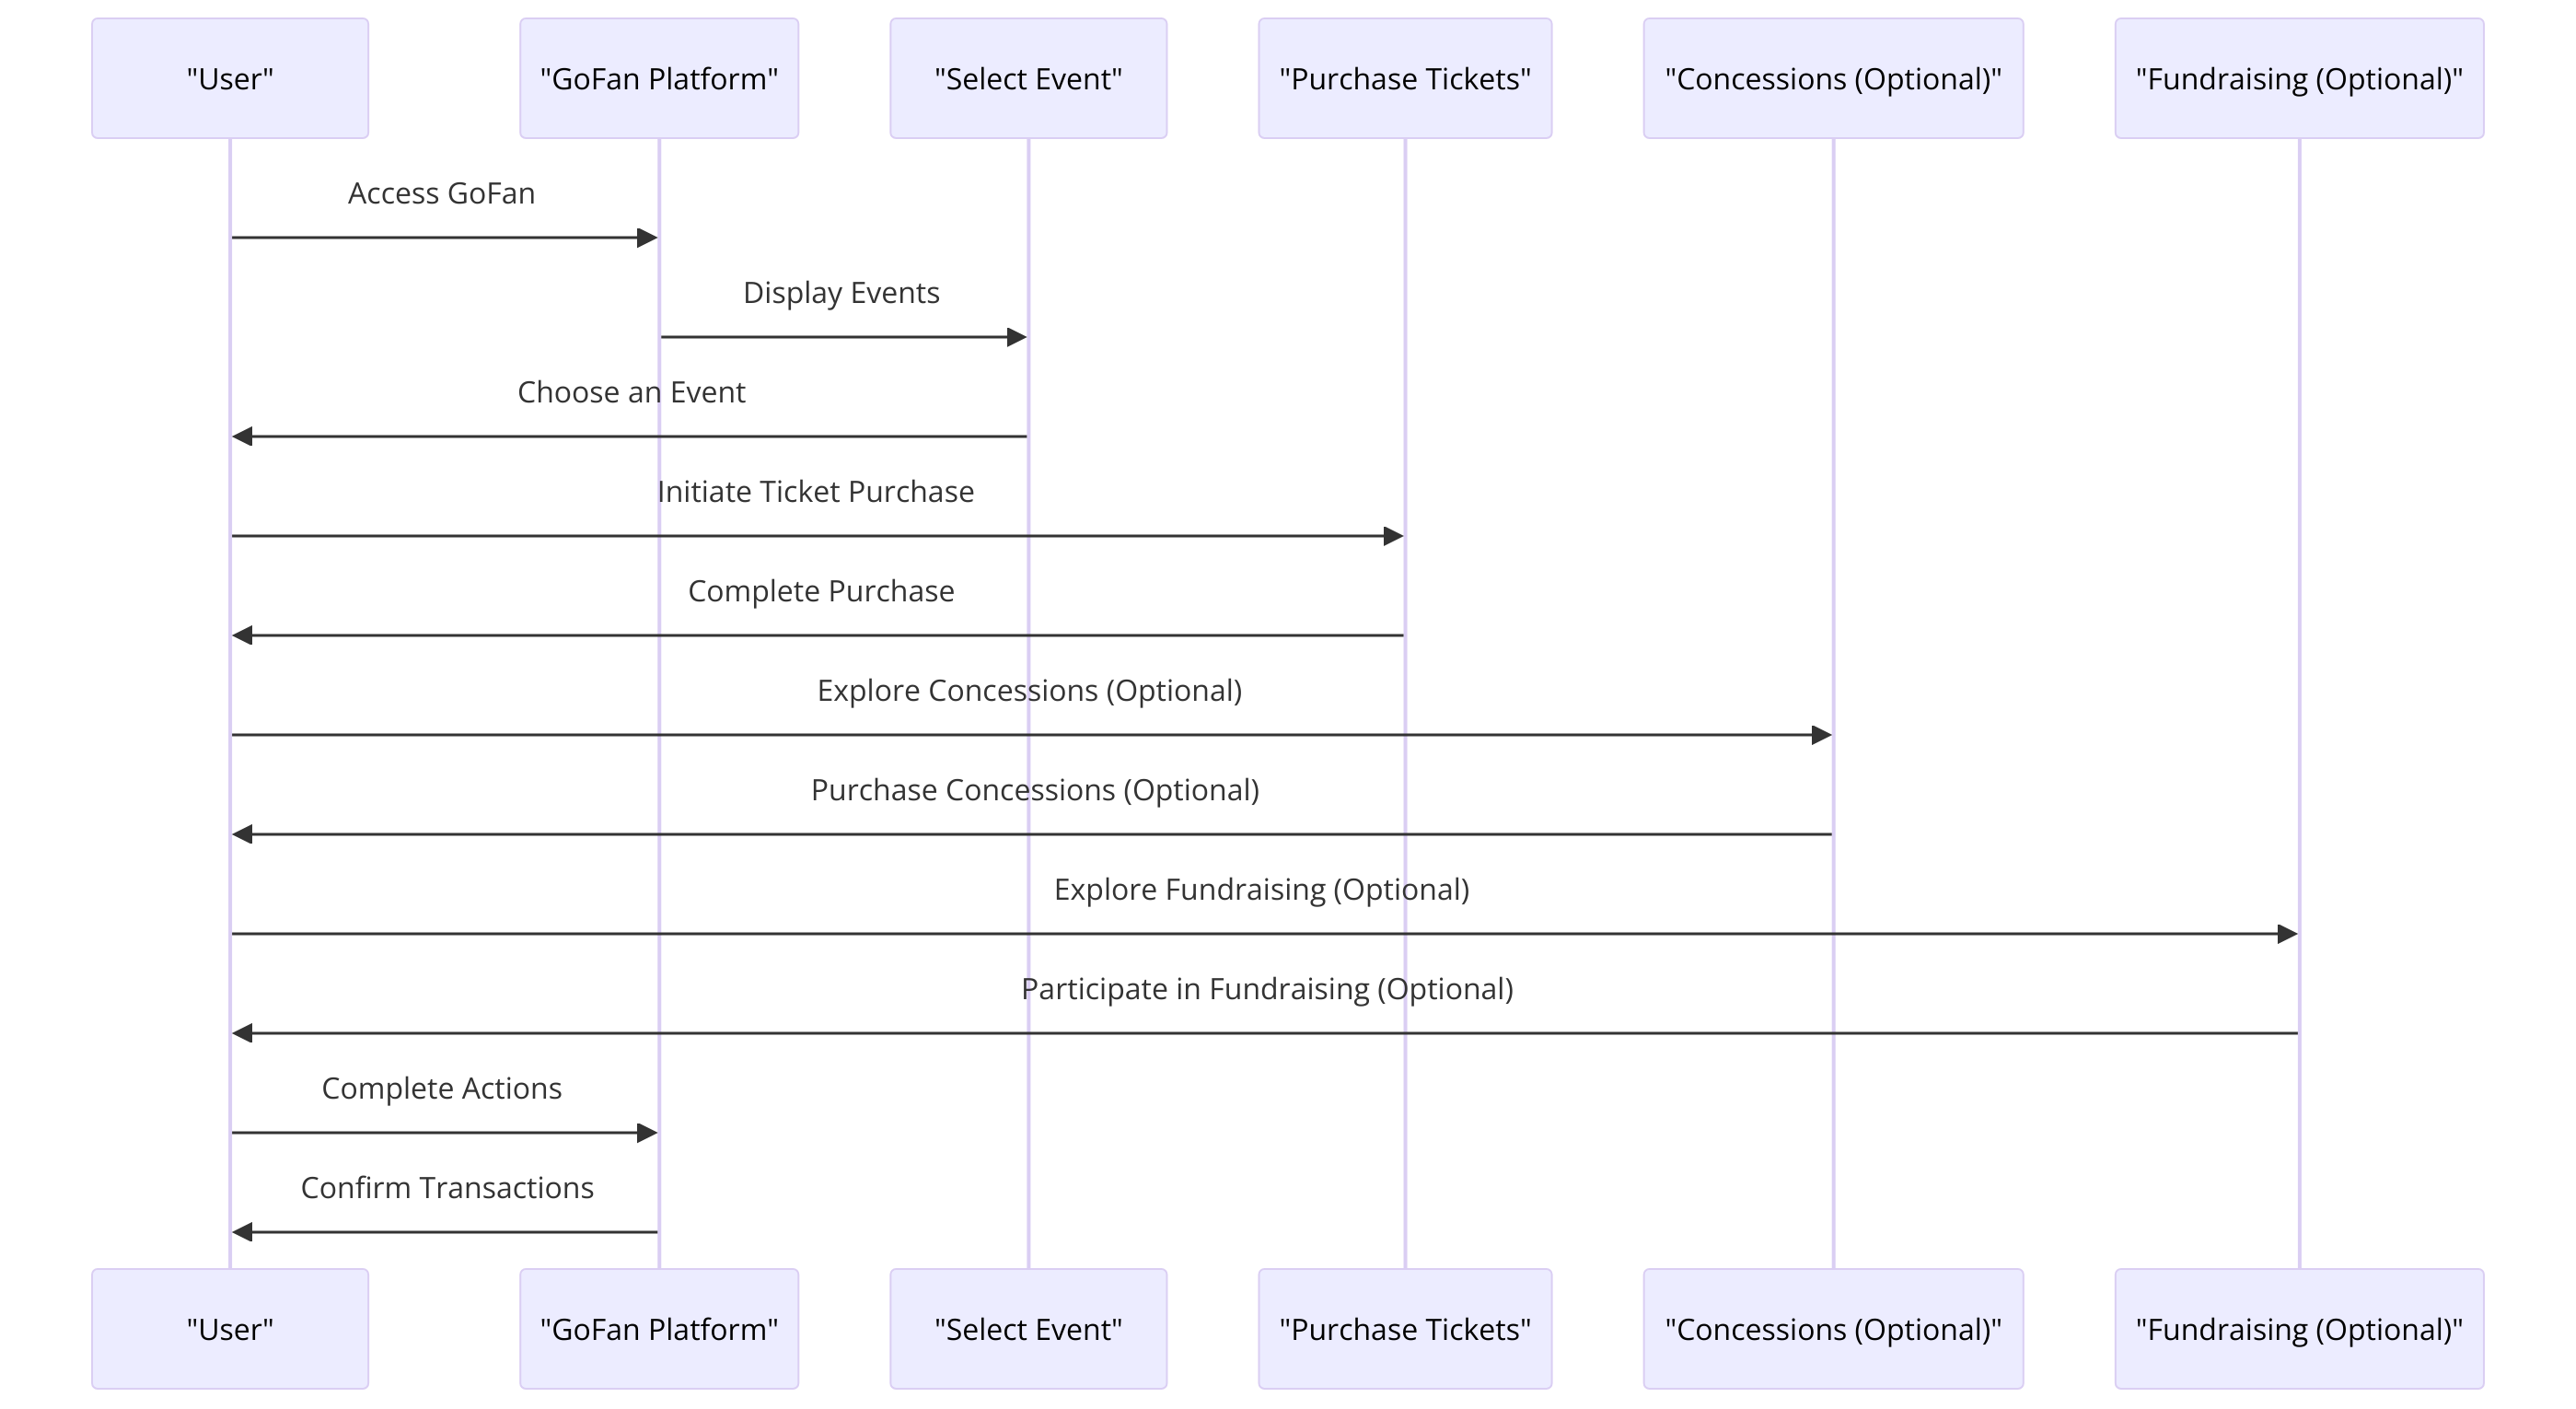 "User"
"GoFan Platform"
"Select Event"
"Purchase Tickets"
"Concessions (Optional)"
"Fundraising (Optional)"
Access GoFan
Display Events
Choose an Event
Initiate Ticket Purchase
Complete Purchase
Explore Concessions (Optional)
Purchase Concessions (Optional)
Explore Fundraising (Optional)
Participate in Fundraising (Optional)
Complete Actions
Confirm Transactions
"User"
"GoFan Platform"
"Select Event"
"Purchase Tickets"
"Concessions (Optional)"
"Fundraising (Optional)"